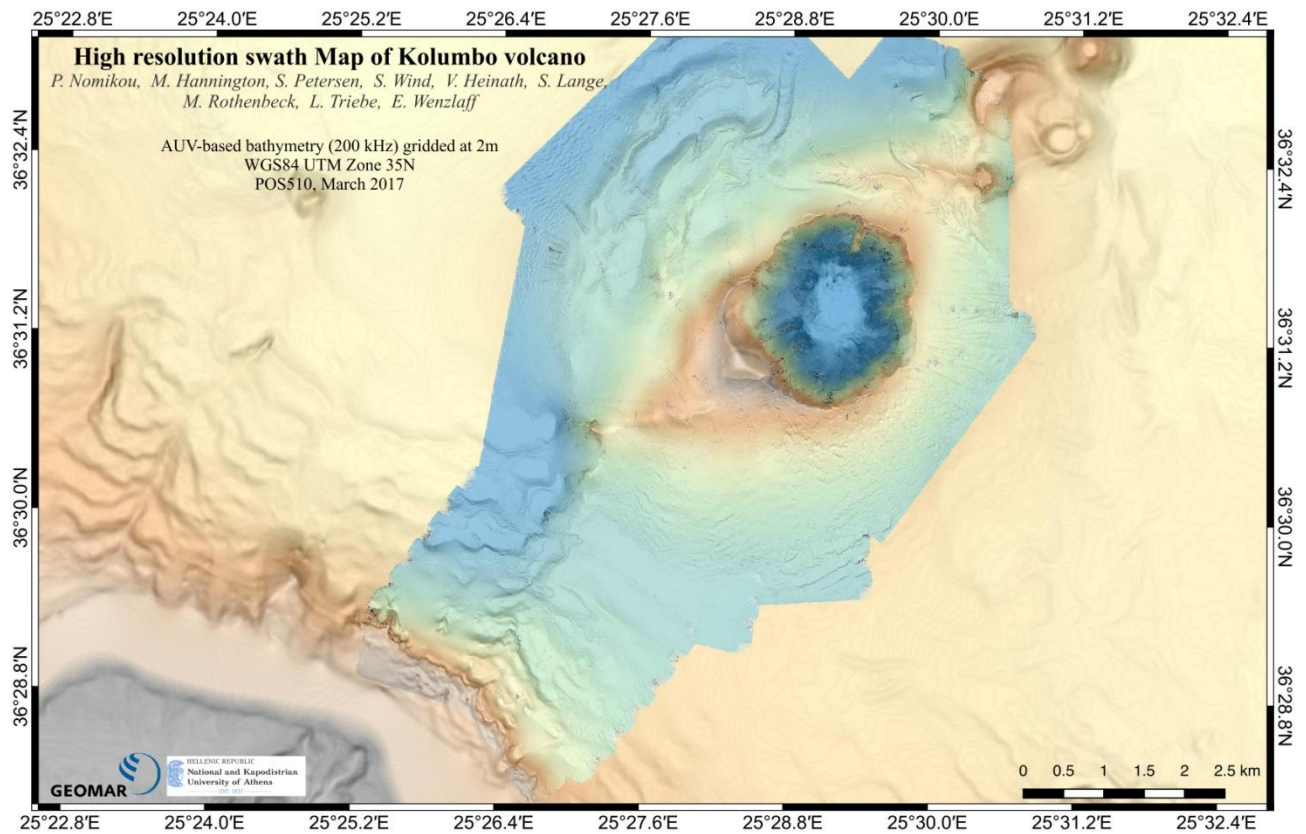 25°22.8'E 25°24.0'E 25°25.2'E 25°26.4'E 25°27.6'E 25°28.8'E 25°30.0'E 25°31.2'E 25°32.4'E
High resolution swath Map of Kolumbo volcano
P. Nomikou, M. Hannington, S. Petersen, S. Wind, V. Heinath, S. Lange,
M. Rothenbeck, L. Triebe, E. Wenzlaff
AUV-based bathymetry (200 kHz) gridded at 2m
WGS84 UTM Zone 35N
POS510, March 2017
36°32.4'N
36°31.2'N
36°30.0'N
36°28.8'N
36°32.4'N
36°31.2'N
36°30.0'N
36°28.8'N
GEOMAR
HELLENIC REPUBLIC
National and Kapodistrian
University of Athens
EST. 1837
0 0.5 1 1.5 2 2.5 km
25°22.8'E 25°24.0'E 25°25.2'E 25°26.4'E 25°27.6'E 25°28.8'E 25°30.0'E 25°31.2'E 25°32.4'E